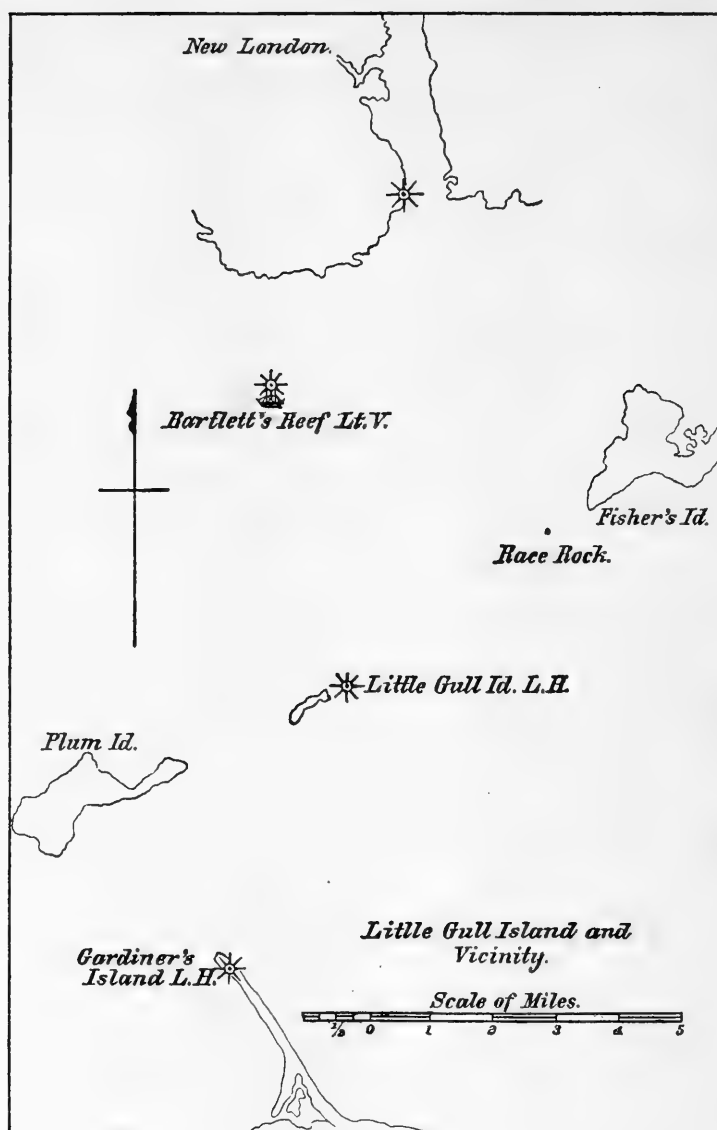 New London.
Bartlett's Reef Lt.V.
Fisher's Id.
Race Rock.
Little Gull Id. L.H.
Plum Id.
Gardiner's
Island L.H.
Little Gull Island and
Vicinity.
Scale of Miles.
1/2 0 1 2 3 4 5